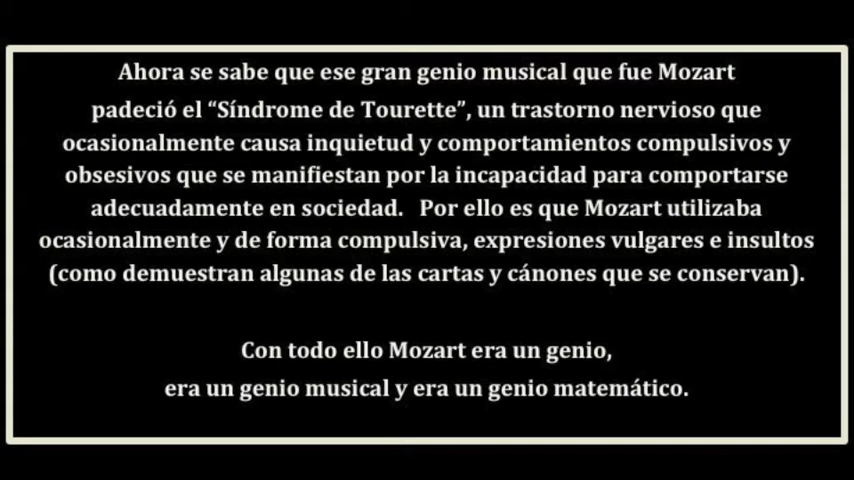 Ahora se sabe que ese gran genio musical que fue Mozart
padeció el “Síndrome de Tourette”, un trastorno nervioso que
ocasionalmente causa inquietud y comportamientos compulsivos y
obsesivos que se manifiestan por la incapacidad para comportarse
adecuadamente en sociedad. Por ello es que Mozart utilizaba
ocasionalmente y de forma compulsiva, expresiones vulgares e insultos
(como demuestran algunas de las cartas y cánones que se conservan).
Con todo ello Mozart era un genio,
era un genio musical y era un genio matemático.